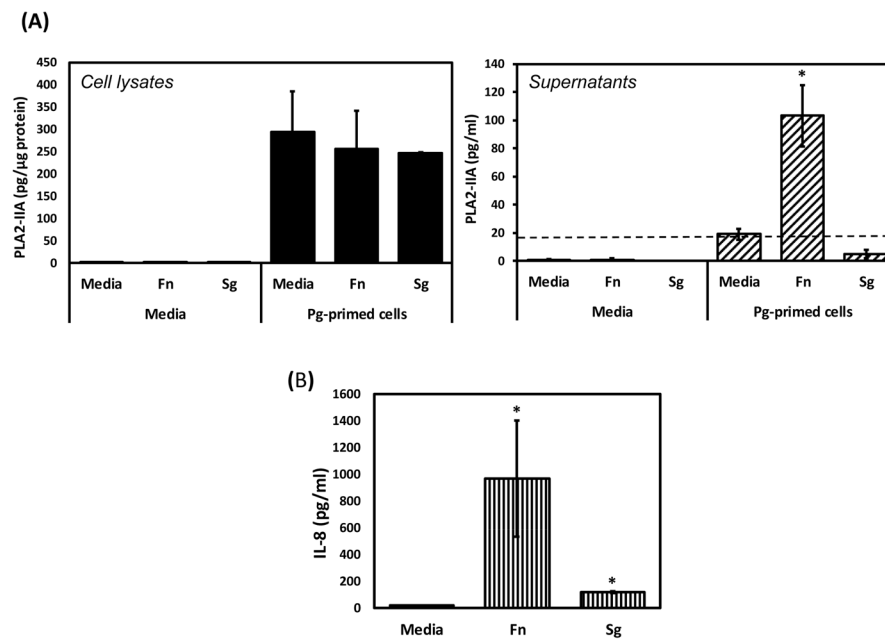 (A)
Cell lysates
PLA2-IIA (pg/µg protein)
450
400
350
300
250
200
150
100
50
0
Media Fn Sg Media Fn Sg
Media Pg-primed cells
Supernatants
*
PLA2-IIA (pg/ml)
140
120
100
80
60
40
20
0
Media Fn Sg Media Fn Sg
Media Pg-primed cells
(B)
IL-8 (pg/ml)
1600
1400
1200
1000
800
600
400
200
0
*
*
Media Fn Sg